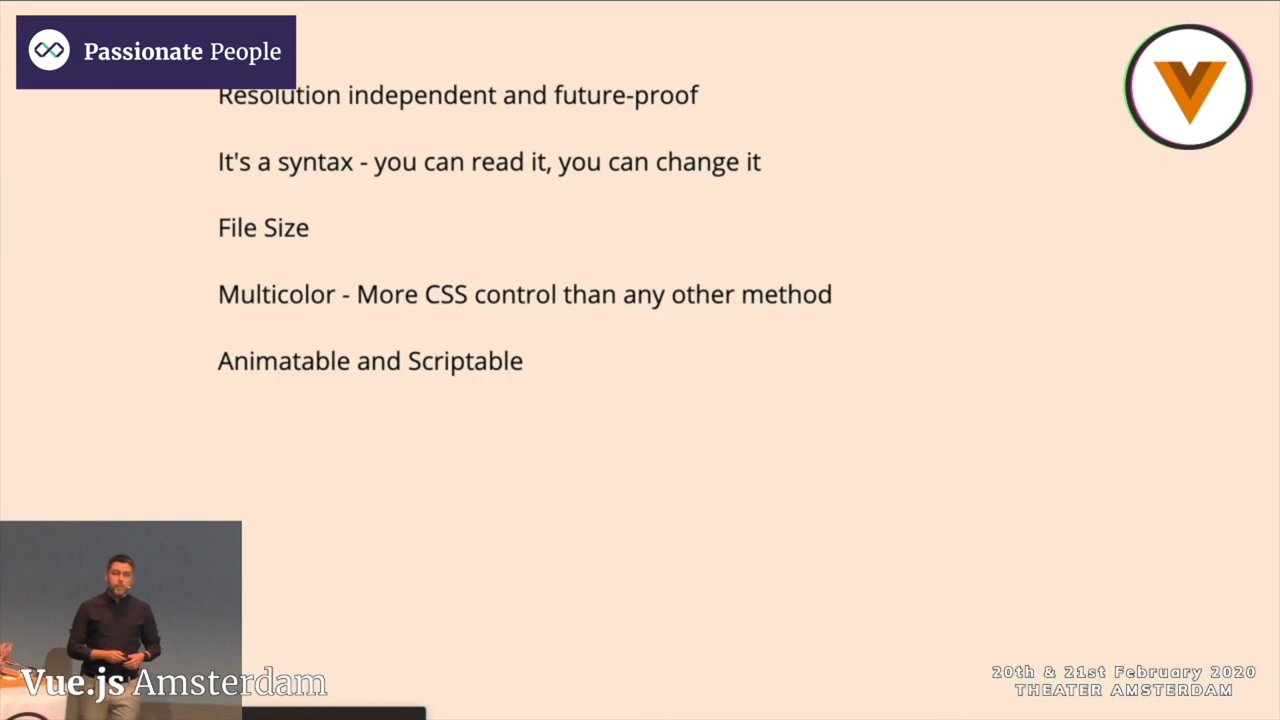 Passionate People
Resolution independent and future-proof
It's a syntax - you can read it, you can change it
File Size
Multicolor - More CSS control than any other method
Animatable and Scriptable
Vue.js Amsterdam
20th & 21st February 2020
THEATER AMSTERDAM